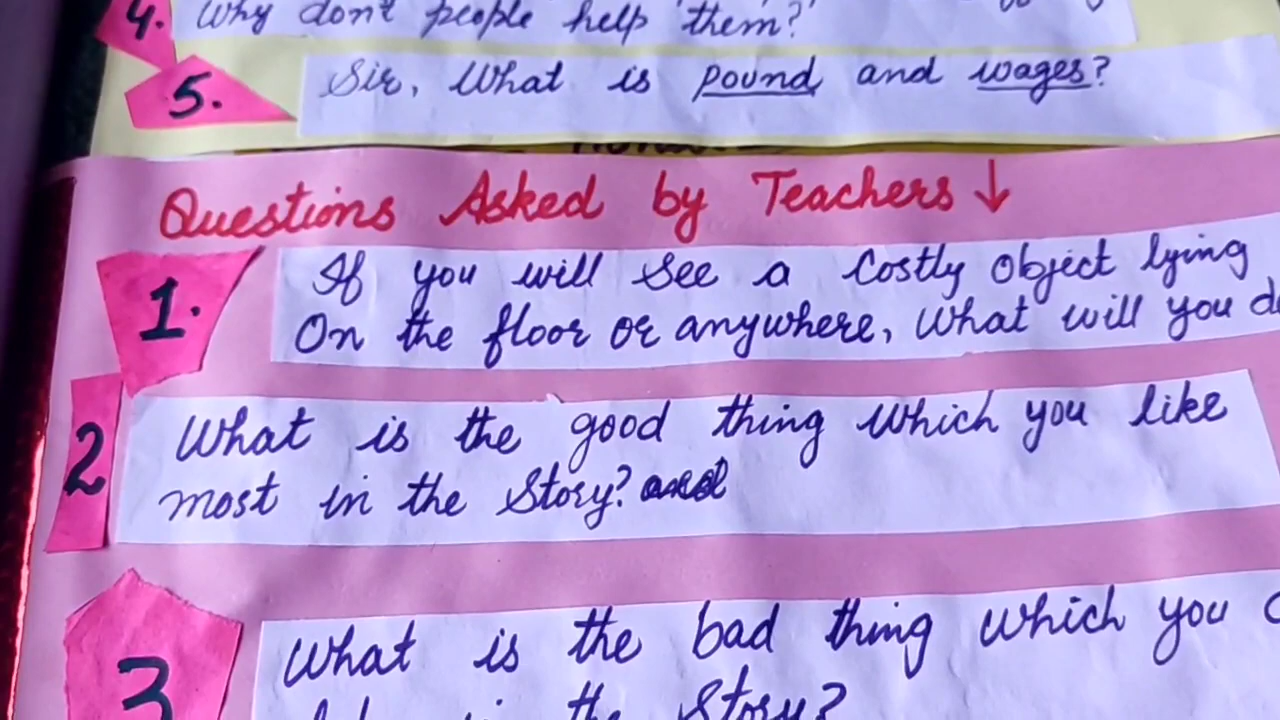 4. Why don't people help them?
5. Sir, What is pound and wages?
Questions Asked by Teachers ↓
1. If you will see a Costly Object lying
On the floor or anywhere, What will you d
2 What is the good thing which you like
most in the Story?
3 What is the bad thing which you
in the Story?